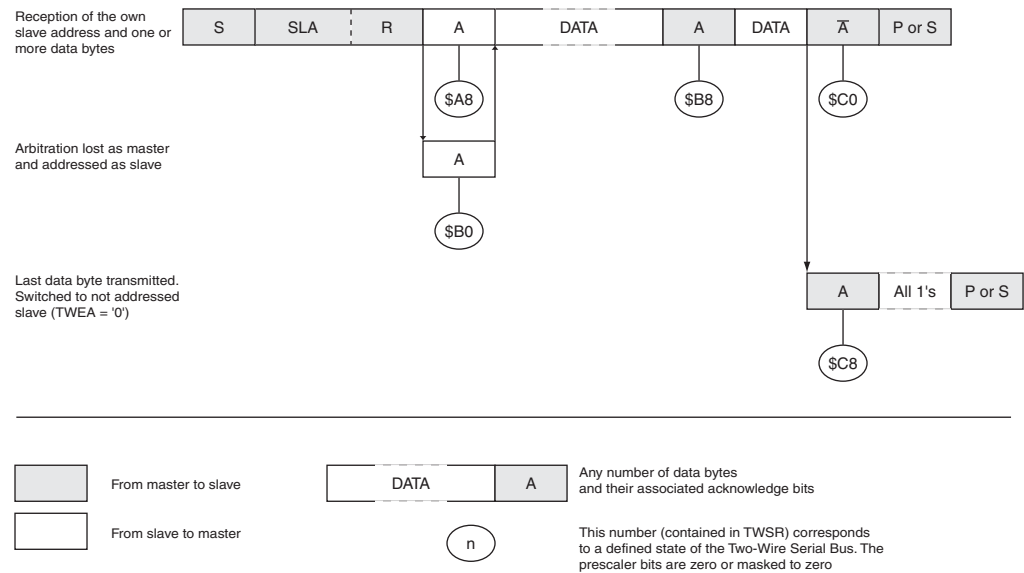 Reception of the own
slave address and one or
more data bytes
S SLA R A DATA A DATA A̅ P or S
$A8 $B8 $C0
Arbitration lost as master
and addressed as slave
A
$B0
Last data byte transmitted.
Switched to not addressed
slave (TWEA = '0')
A All 1's P or S
$C8
From master to slave
DATA A
Any number of data bytes
and their associated acknowledge bits
From slave to master
n
This number (contained in TWSR) corresponds
to a defined state of the Two-Wire Serial Bus. The
prescaler bits are zero or masked to zero